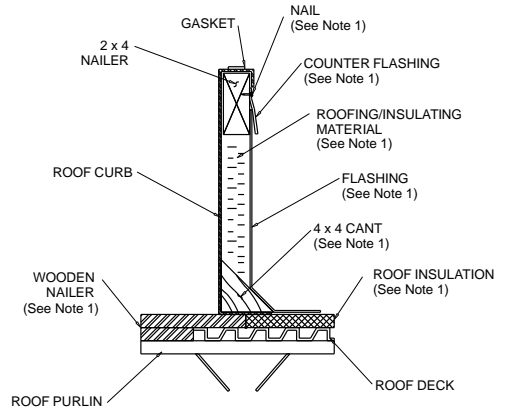 NAIL
(See Note 1)
GASKET
2 x 4
NAILER
COUNTER FLASHING
(See Note 1)
ROOFING/INSULATING
MATERIAL
(See Note 1)
ROOF CURB
FLASHING
(See Note 1)
4 x 4 CANT
(See Note 1)
WOODEN
NAILER
(See Note 1)
ROOF INSULATION
(See Note 1)
ROOF DECK
ROOF PURLIN